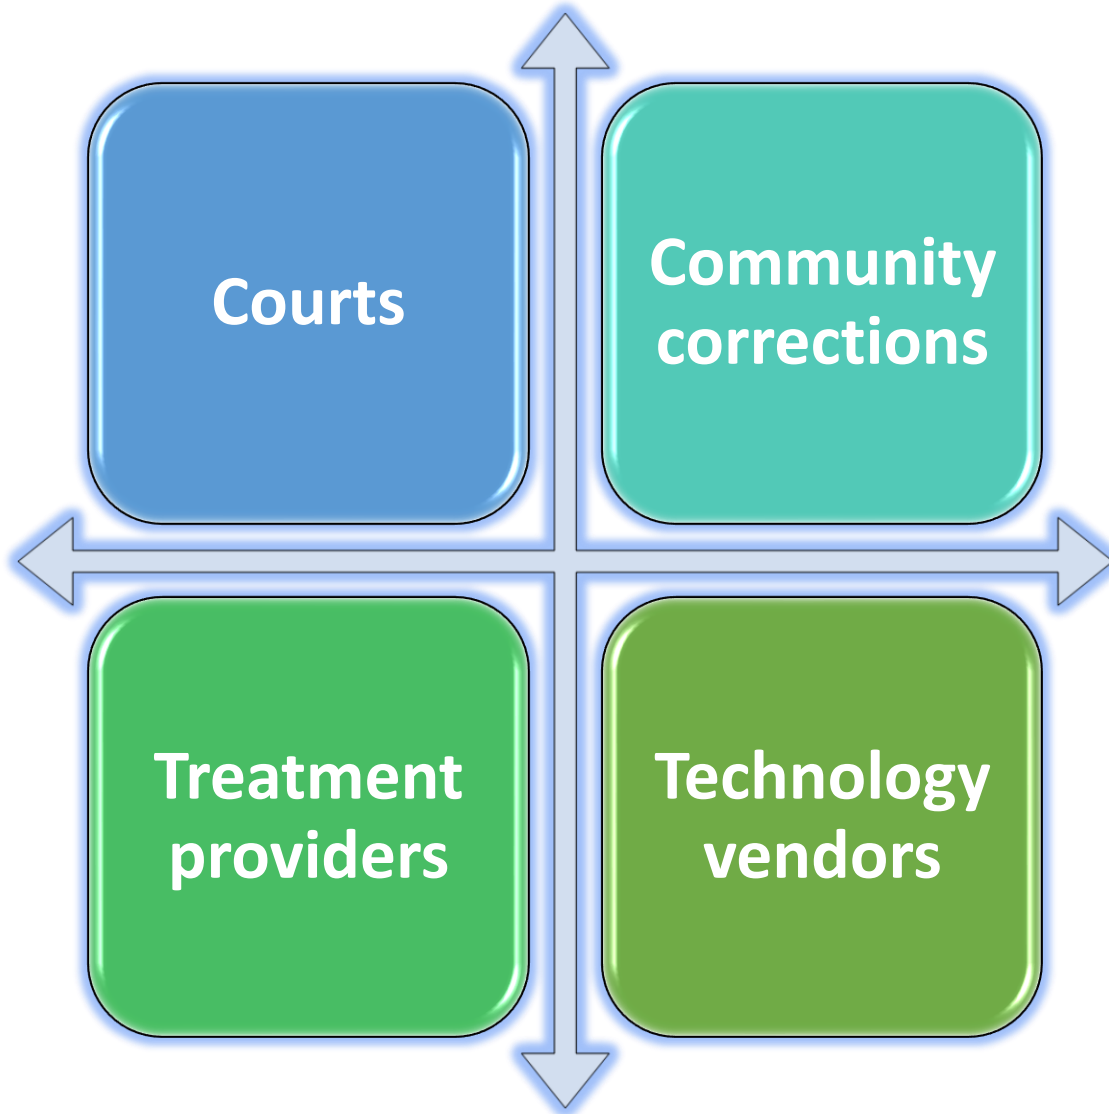 Courts
Community
corrections
Treatment
providers
Technology
vendors